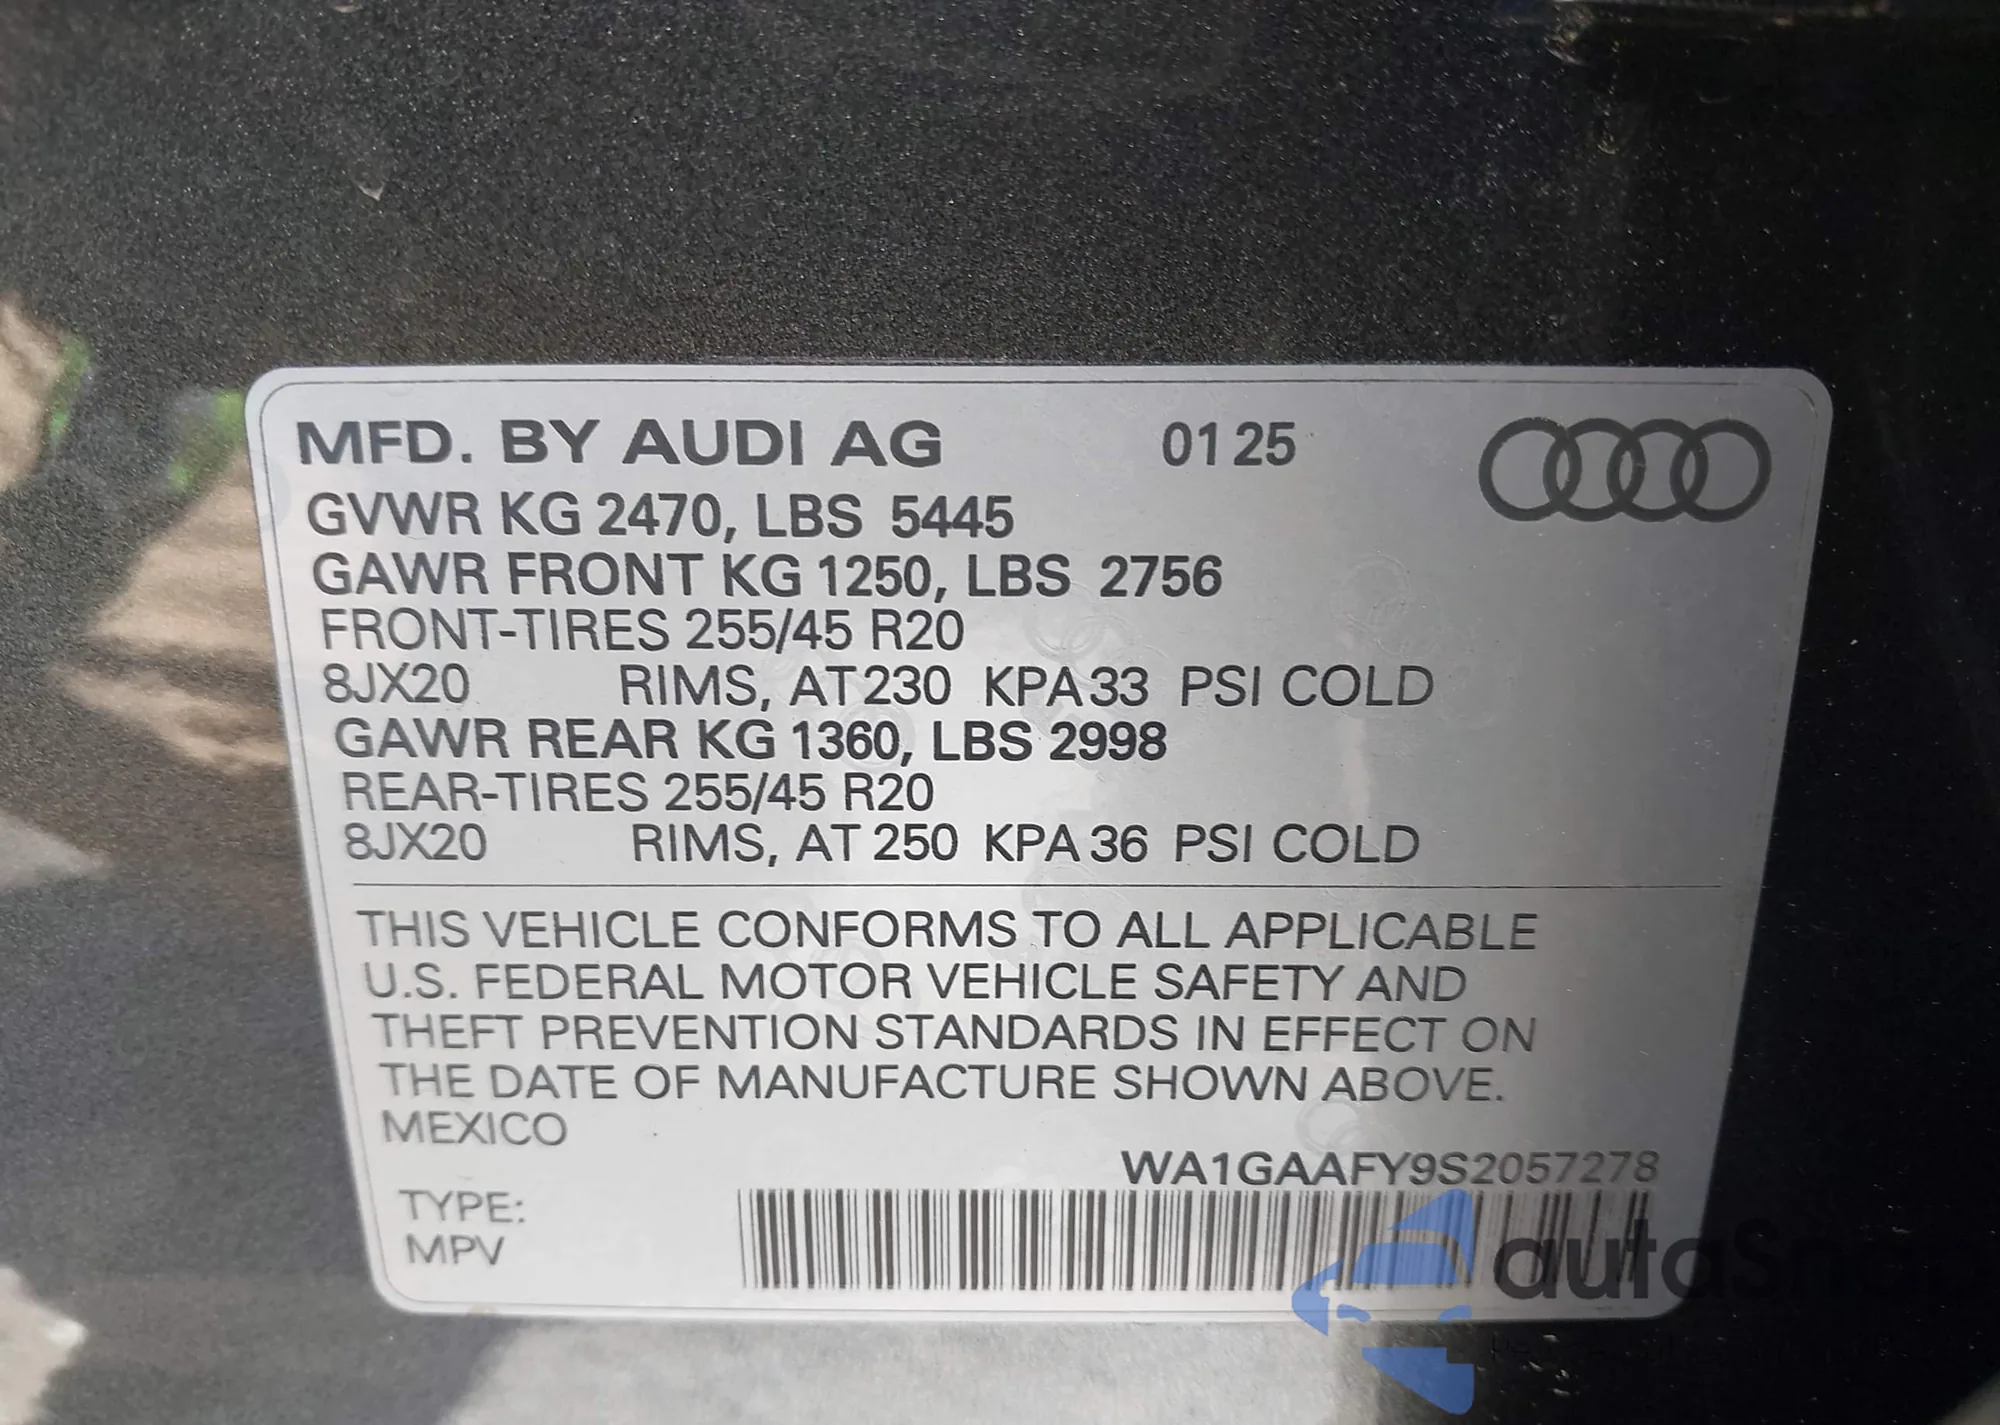 MFD. BY AUDI AG 01 25
GVWR KG 2470, LBS 5445
GAWR FRONT KG 1250, LBS 2756
FRONT-TIRES 255/45 R20
8JX20 RIMS, AT 230 KPA 33 PSI COLD
GAWR REAR KG 1360, LBS 2998
REAR-TIRES 255/45 R20
8JX20 RIMS, AT 250 KPA 36 PSI COLD
THIS VEHICLE CONFORMS TO ALL APPLICABLE
U.S. FEDERAL MOTOR VEHICLE SAFETY AND
THEFT PREVENTION STANDARDS IN EFFECT ON
THE DATE OF MANUFACTURE SHOWN ABOVE.
MEXICO
WA1GAAFY9S2057278
TYPE:
MPV